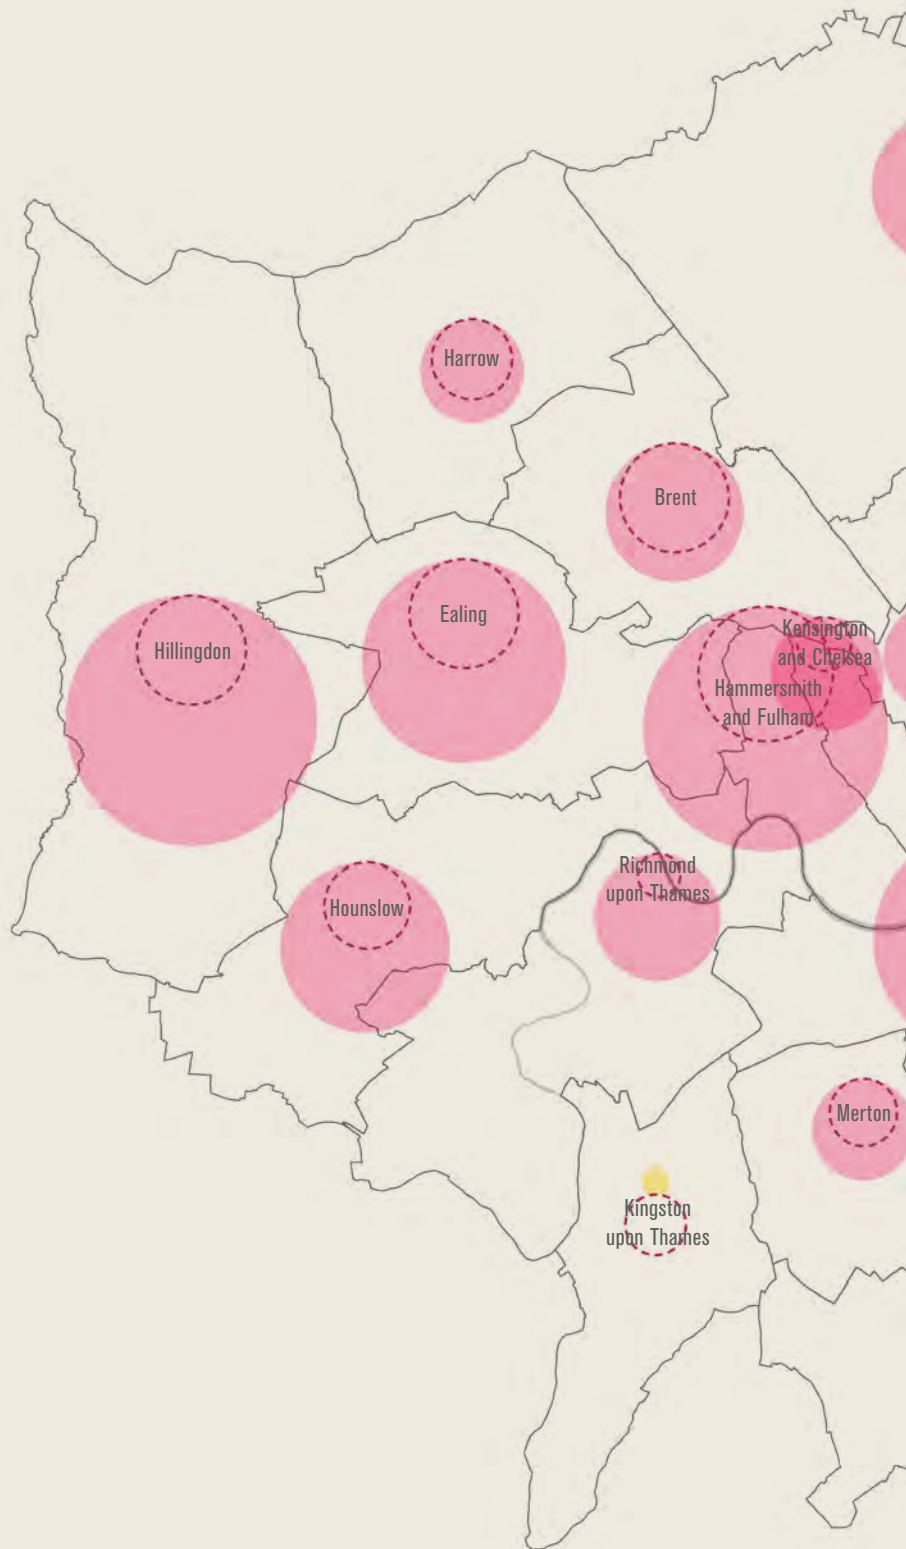 Harrow
Brent
Ealing
Hillingdon
Kensington
and Chelsea
Hammersmith
and Fulham
Richmond
upon Thames
Hounslow
Merton
Kingston
upon Thames